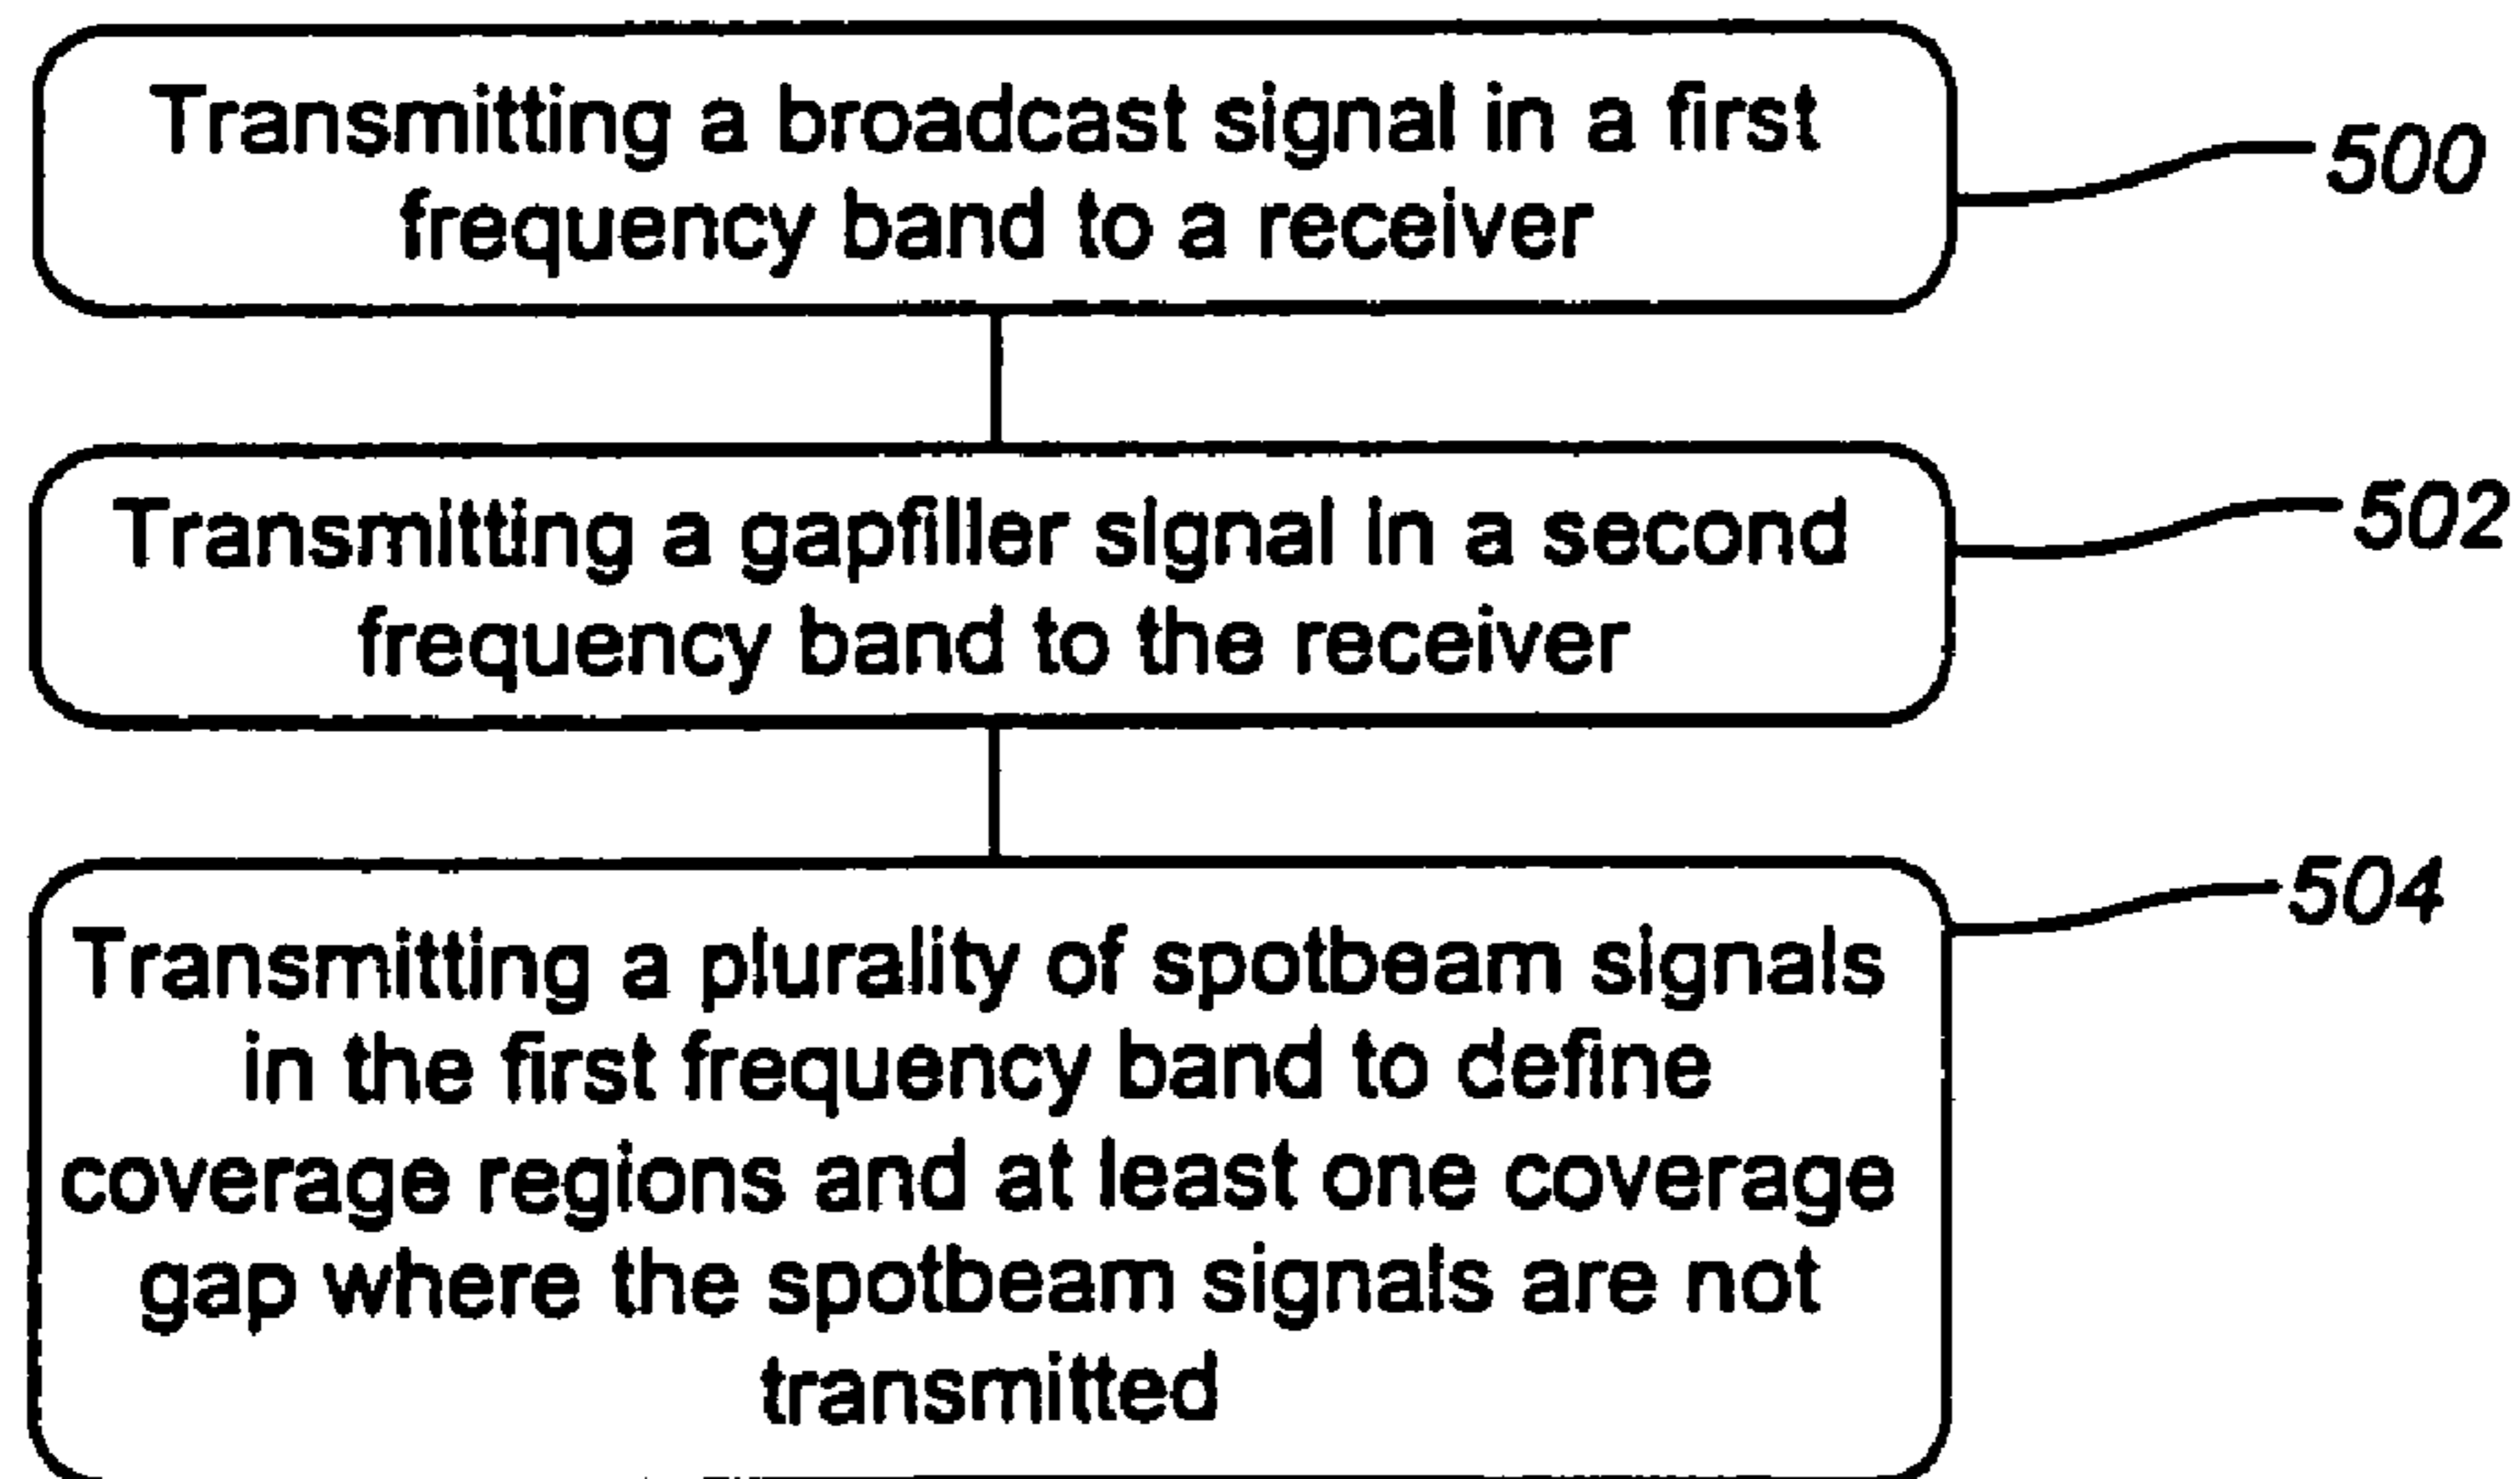 Transmitting a broadcast signal in a first
frequency band to a receiver
500
Transmitting a gapfiller signal in a second
frequency band to the receiver
502
Transmitting a plurality of spotbeam signals
in the first frequency band to define
coverage regions and at least one coverage
gap where the spotbeam signals are not
transmitted
504